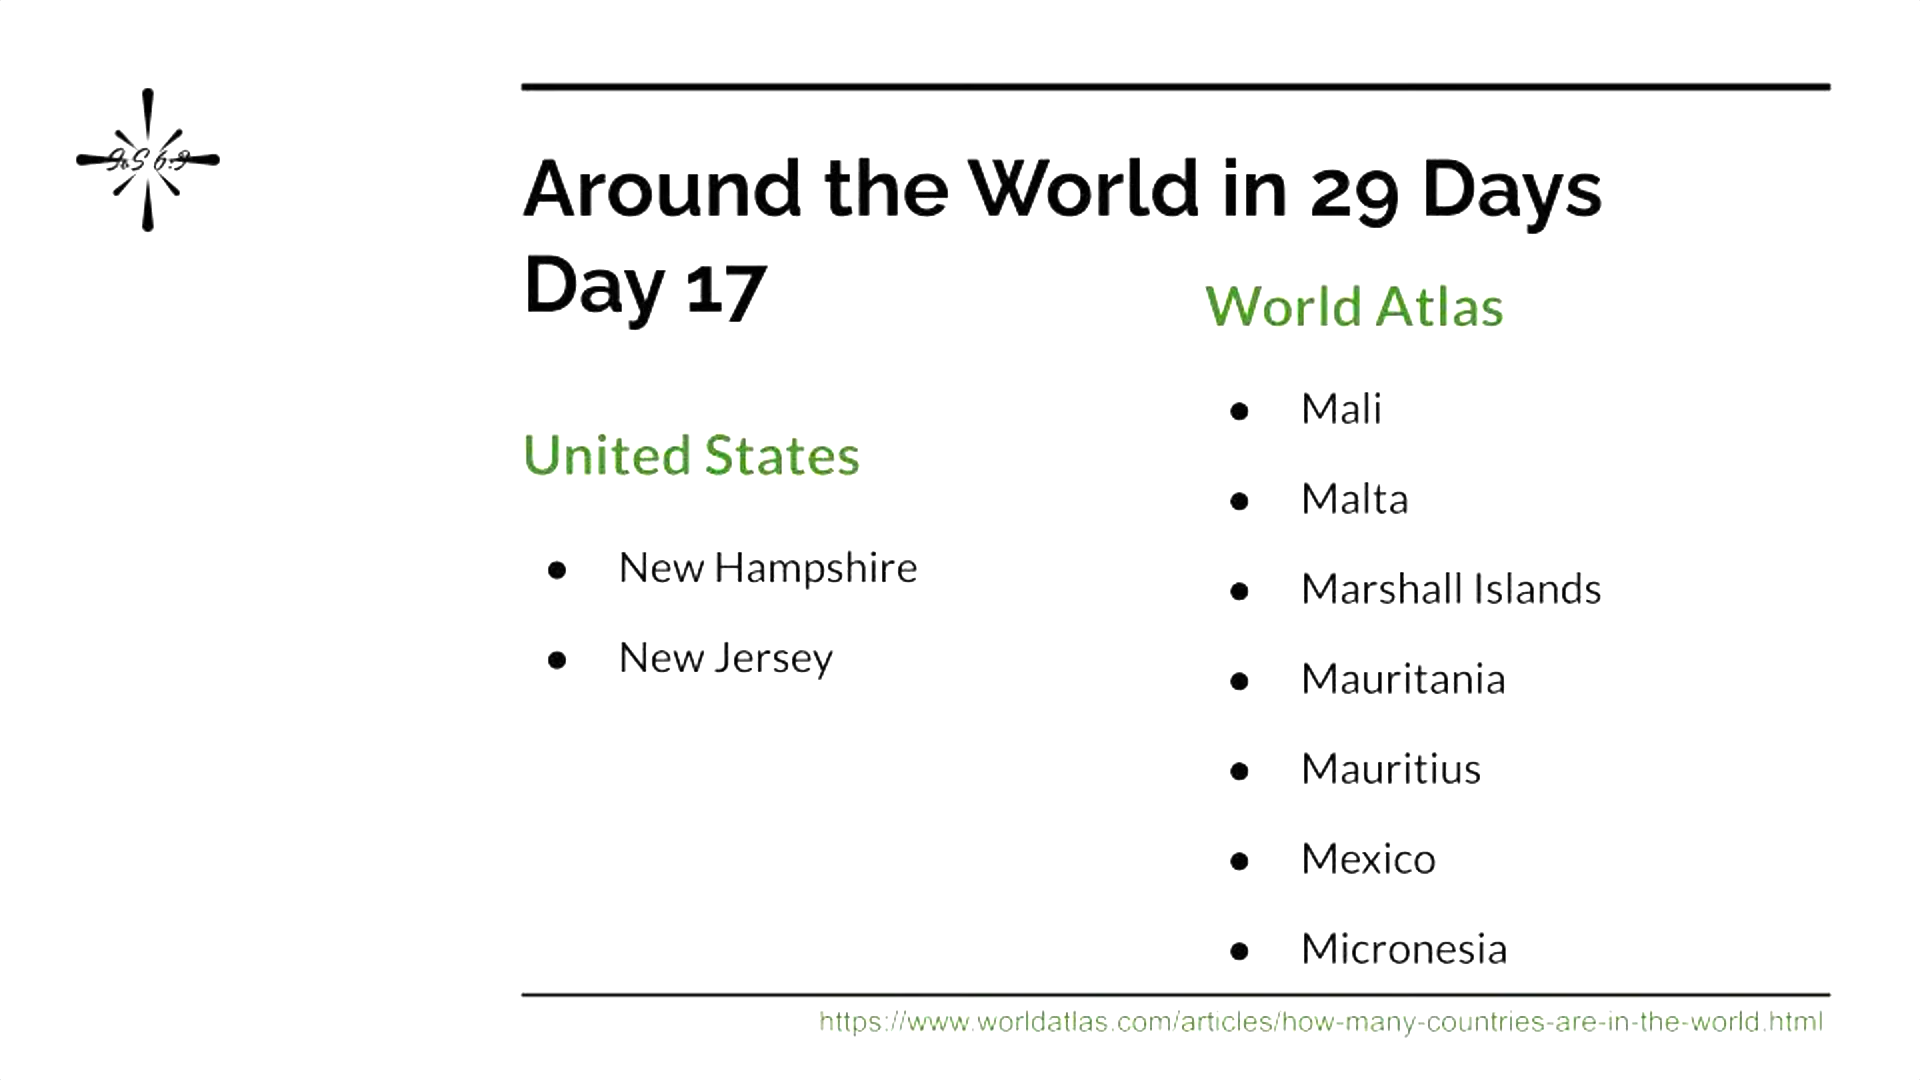 Around the World in 29 Days
Day 17
United States
● New Hampshire
● New Jersey
World Atlas
● Mali
● Malta
● Marshall Islands
● Mauritania
● Mauritius
● Mexico
● Micronesia
https://www.worldatlas.com/articles/how-many-countries-are-in-the-world.html